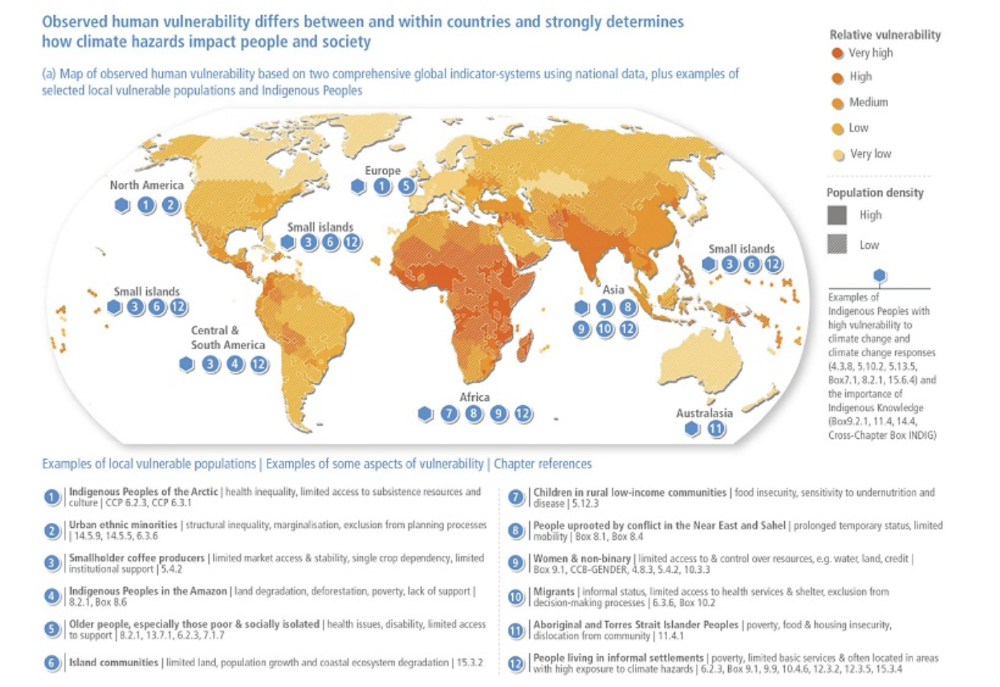 Observed human vulnerability differs between and within countries and strongly determines
how climate hazards impact people and society
(a) Map of observed human vulnerability based on two comprehensive global indicator-systems using national data, plus examples of
selected local vulnerable populations and Indigenous Peoples
Relative vulnerability
Very high
High
Medium
Low
Very low
Population density
High
Low
Examples of
Indigenous Peoples with
high vulnerability to
climate change and
climate change responses
(4.3.8, 5.10.2, 5.13.5,
Box7.1, 8.2.1, 15.6.4) and
the importance of
Indigenous Knowledge
(Box9.2.1, 11.4, 14.4,
Cross-Chapter Box INDIG)
North America
1 2
Europe
1 5
Small islands
3 6 12
Small islands
3 6 12
Small islands
3 6 12
Asia
1 8
9 10 12
Central &
South America
3 4 12
Africa
7 8 9 12
Australasia
11
Examples of local vulnerable populations | Examples of some aspects of vulnerability | Chapter references
1 Indigenous Peoples of the Arctic | health inequality, limited access to subsistence resources and
culture | CCP 6.2.3, CCP 6.3.1
2 Urban ethnic minorities | structural inequality, marginalisation, exclusion from planning processes
| 14.5.9, 14.5.5, 6.3.6
3 Smallholder coffee producers | limited market access & stability, single crop dependency, limited
institutional support | 5.4.2
4 Indigenous Peoples in the Amazon | land degradation, deforestation, poverty, lack of support |
8.2.1, Box 8.6
5 Older people, especially those poor & socially isolated | health issues, disability, limited access
to support | 8.2.1, 13.7.1, 6.2.3, 7.1.7
6 Island communities | limited land, population growth and coastal ecosystem degradation | 15.3.2
7 Children in rural low-income communities | food insecurity, sensitivity to undernutrition and
disease | 5.12.3
8 People uprooted by conflict in the Near East and Sahel | prolonged temporary status, limited
mobility | Box 8.1, Box 8.4
9 Women & non-binary | limited access to & control over resources, e.g. water, land, credit |
Box 9.1, CCB-GENDER, 4.8.3, 5.4.2, 10.3.3
10 Migrants | informal status, limited access to health services & shelter, exclusion from
decision-making processes | 6.3.6, Box 10.2
11 Aboriginal and Torres Strait Islander Peoples | poverty, food & housing insecurity,
dislocation from community | 11.4.1
12 People living in informal settlements | poverty, limited basic services & often located in areas
with high exposure to climate hazards | 6.2.3, Box 9.1, 9.9, 10.4.6, 12.3.2, 12.3.5, 15.3.4